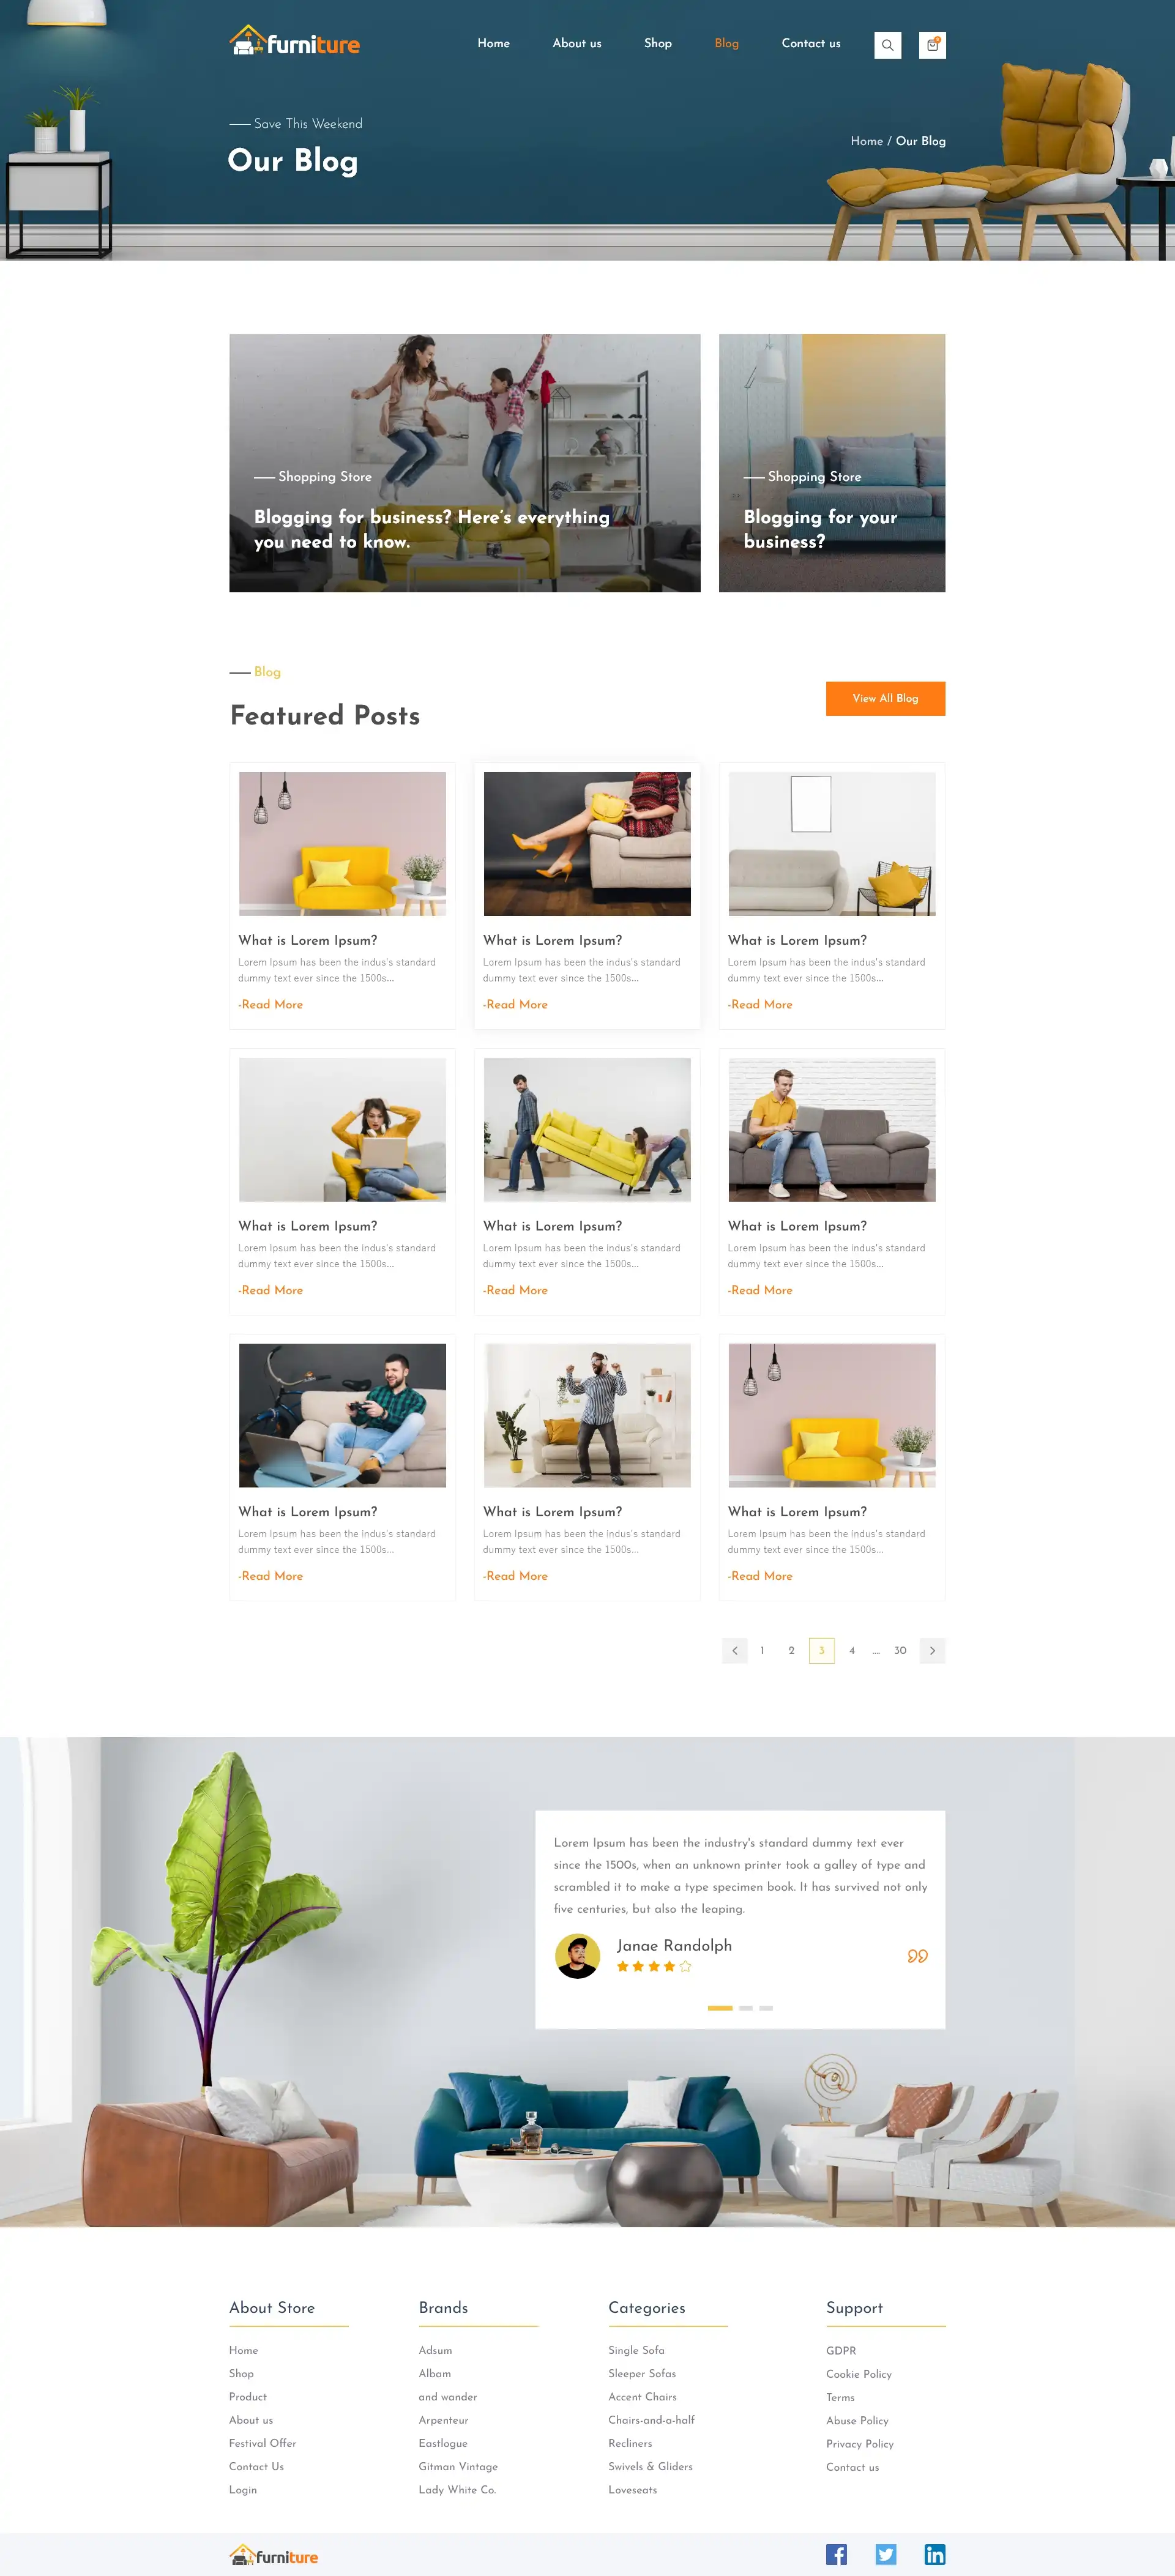 furniture
Home About us Shop Blog Contact us
Save This Weekend
Our Blog
Home / Our Blog
Shopping Store
Blogging for business? Here's everything
you need to know.
Shopping Store
Blogging for your
business?
Blog
Featured Posts
View All Blog
What is Lorem Ipsum?
Lorem Ipsum has been the indus's standard
dummy text ever since the 1500s...
-Read More
What is Lorem Ipsum?
Lorem Ipsum has been the indus's standard
dummy text ever since the 1500s...
-Read More
What is Lorem Ipsum?
Lorem Ipsum has been the indus's standard
dummy text ever since the 1500s...
-Read More
What is Lorem Ipsum?
Lorem Ipsum has been the indus's standard
dummy text ever since the 1500s...
-Read More
What is Lorem Ipsum?
Lorem Ipsum has been the indus's standard
dummy text ever since the 1500s...
-Read More
What is Lorem Ipsum?
Lorem Ipsum has been the indus's standard
dummy text ever since the 1500s...
-Read More
What is Lorem Ipsum?
Lorem Ipsum has been the indus's standard
dummy text ever since the 1500s...
-Read More
What is Lorem Ipsum?
Lorem Ipsum has been the indus's standard
dummy text ever since the 1500s...
-Read More
What is Lorem Ipsum?
Lorem Ipsum has been the indus's standard
dummy text ever since the 1500s...
-Read More
1 2 3 4 .... 30
Lorem Ipsum has been the industry's standard dummy text ever
since the 1500s, when an unknown printer took a galley of type and
scrambled it to make a type specimen book. It has survived not only
five centuries, but also the leaping.
Janae Randolph
About Store
Home
Shop
Product
About us
Festival Offer
Contact Us
Login
Brands
Adsum
Albam
and wander
Arpenteur
Eastlogue
Gitman Vintage
Lady White Co.
Categories
Single Sofa
Sleeper Sofas
Accent Chairs
Chairs-and-a-half
Recliners
Swivels & Gliders
Loveseats
Support
GDPR
Cookie Policy
Terms
Abuse Policy
Privacy Policy
Contact us
furniture